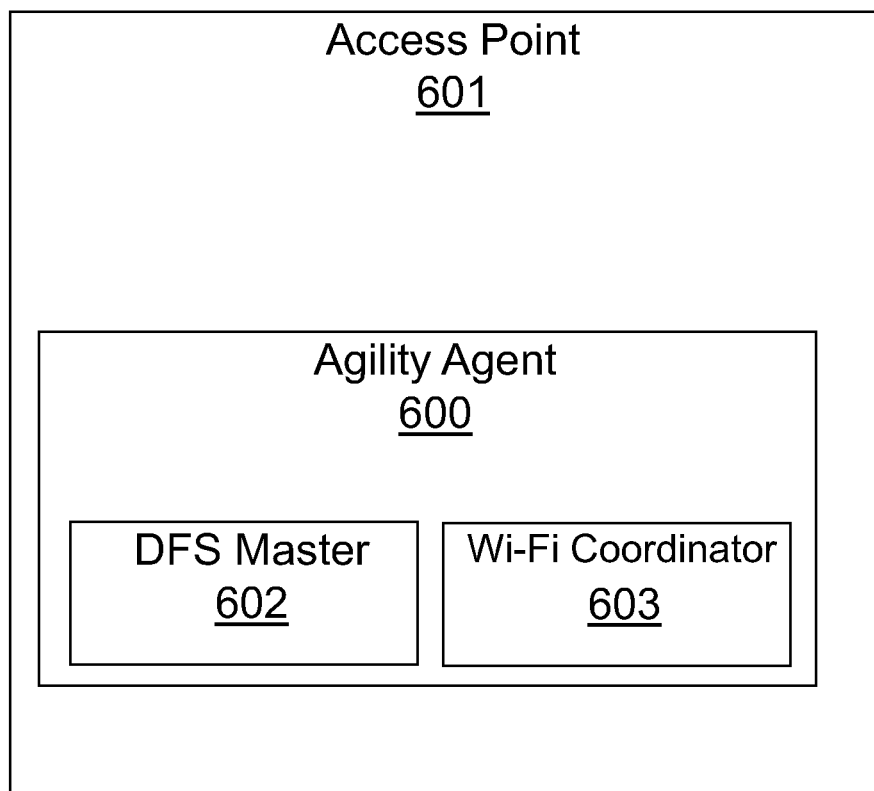 Access Point
601
Agility Agent
600
DFS Master
602
Wi-Fi Coordinator
603